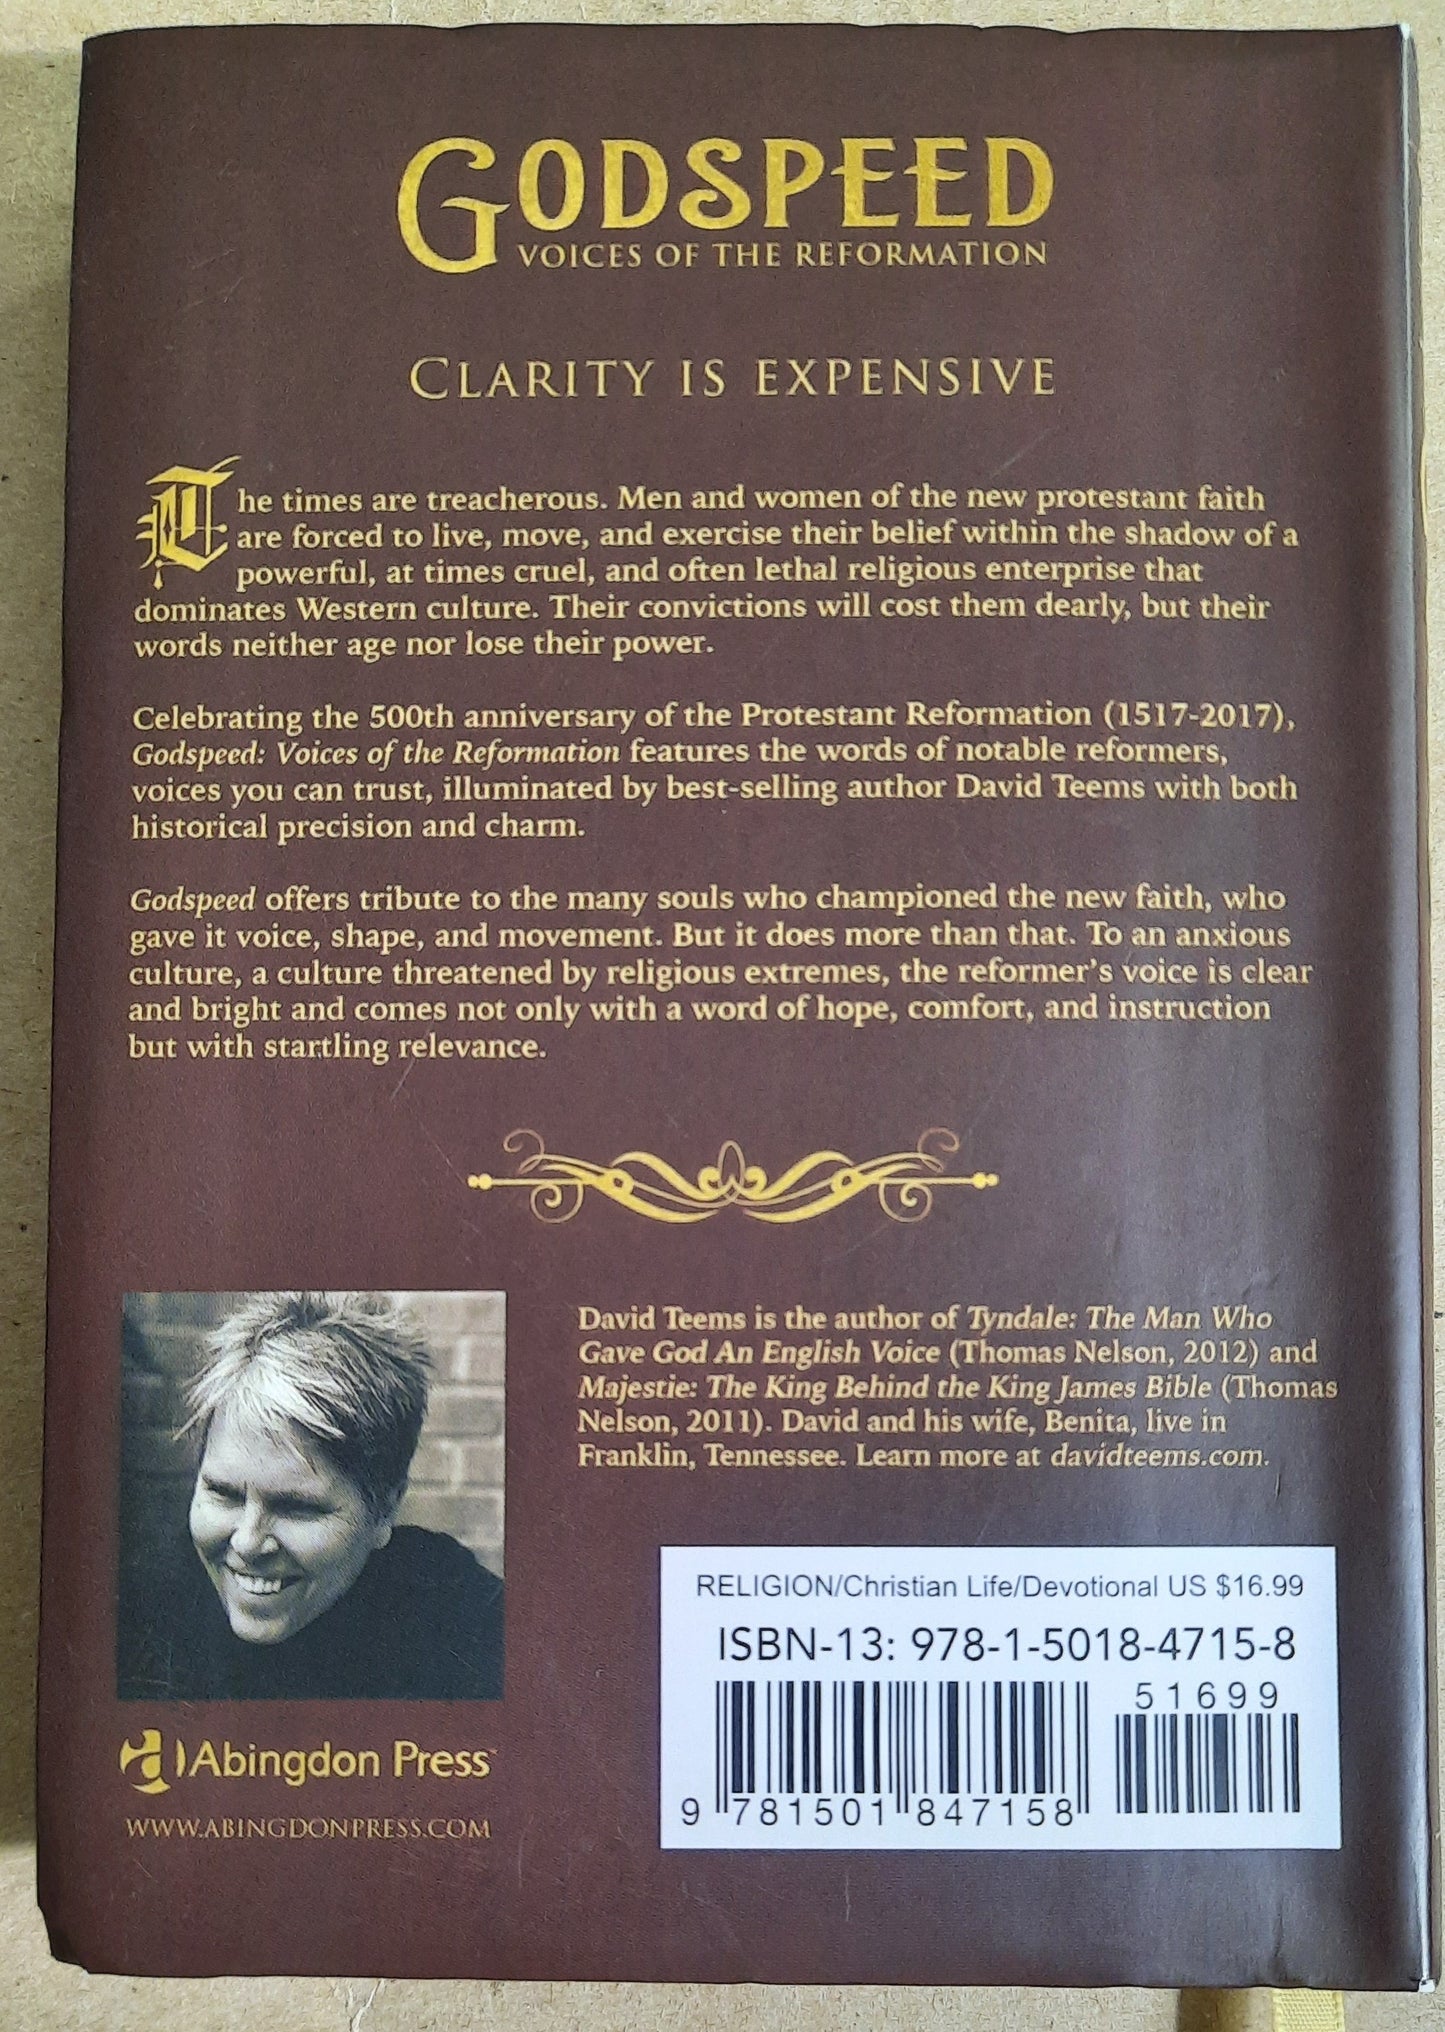 GODSPEED
VOICES OF THE REFORMATION
CLARITY IS EXPENSIVE
The times are treacherous. Men and women of the new protestant faith
are forced to live, move, and exercise their belief within the shadow of a
powerful, at times cruel, and often lethal religious enterprise that
dominates Western culture. Their convictions will cost them dearly, but their
words neither age nor lose their power.
Celebrating the 500th anniversary of the Protestant Reformation (1517-2017),
Godspeed: Voices of the Reformation features the words of notable reformers,
voices you can trust, illuminated by best-selling author David Teems with both
historical precision and charm.
Godspeed offers tribute to the many souls who championed the new faith, who
gave it voice, shape, and movement. But it does more than that. To an anxious
culture, a culture threatened by religious extremes, the reformer's voice is clear
and bright and comes not only with a word of hope, comfort, and instruction
but with startling relevance.
David Teems is the author of Tyndale: The Man Who
Gave God An English Voice (Thomas Nelson, 2012) and
Majestie: The King Behind the King James Bible (Thomas
Nelson, 2011). David and his wife, Benita, live in
Franklin, Tennessee. Learn more at davidteems.com.
Abingdon Press™
WWW.ABINGDONPRESS.COM
RELIGION/Christian Life/Devotional US $16.99
ISBN-13: 978-1-5018-4715-8
51699
9 781501 847158